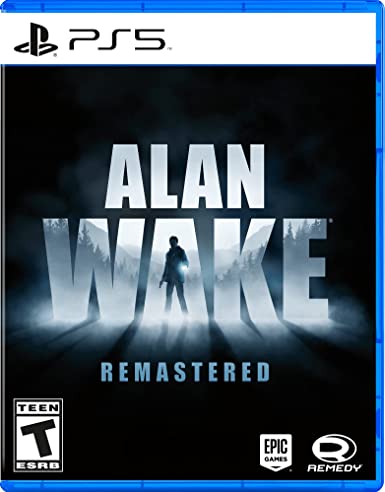 PS5
ALAN
WAKE®
REMASTERED
TEEN
T
ESRB
EPIC
GAMES
REMEDY